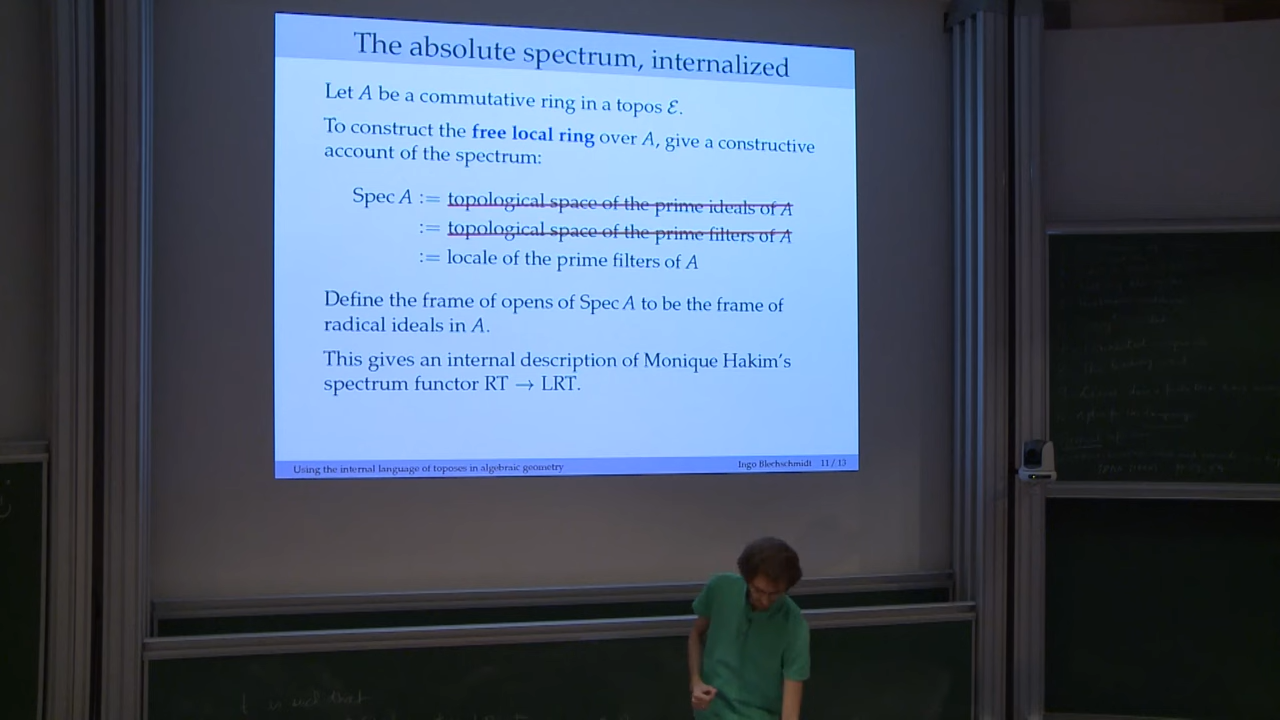 The absolute spectrum, internalized
Let A be a commutative ring in a topos ℰ.
To construct the free local ring over A, give a constructive
account of the spectrum:
Spec A := topological space of the prime ideals of A
:= topological space of the prime filters of A
:= locale of the prime filters of A
Define the frame of opens of Spec A to be the frame of
radical ideals in A.
This gives an internal description of Monique Hakim's
spectrum functor RT → LRT.
Using the internal language of toposes in algebraic geometry
Ingo Blechschmidt 11 / 13